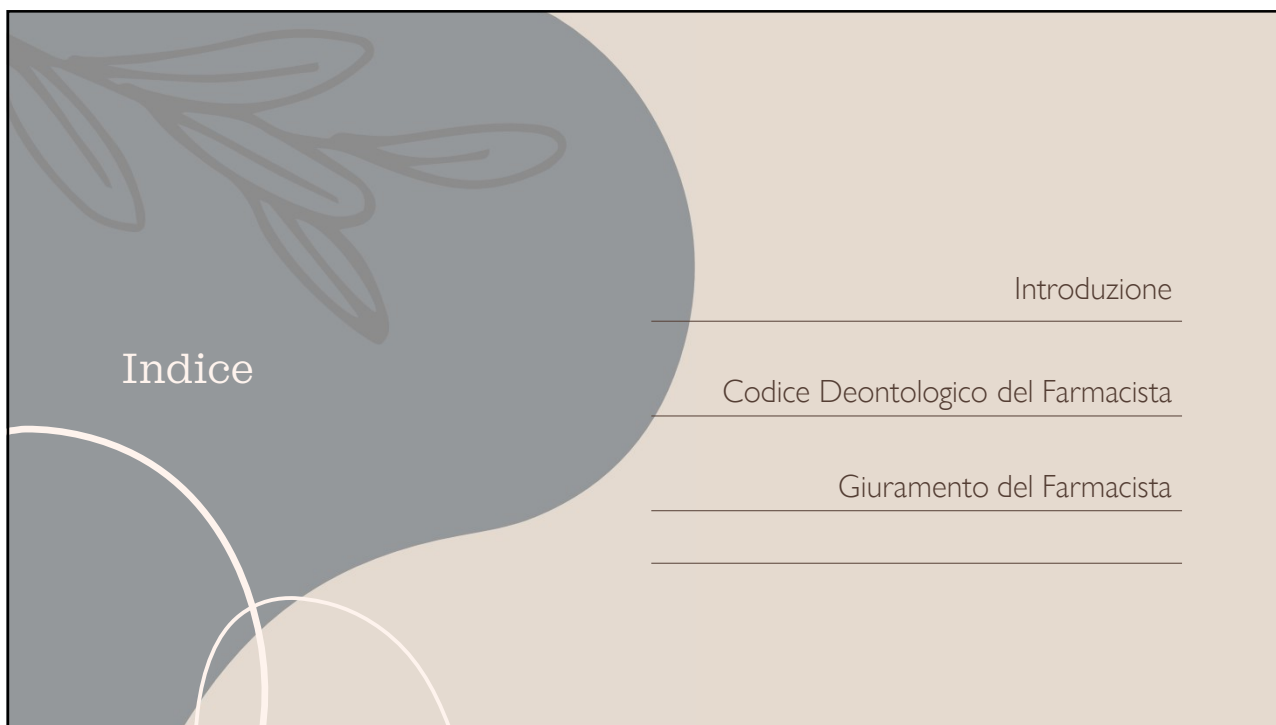 Indice
Introduzione
Codice Deontologico del Farmacista
Giuramento del Farmacista